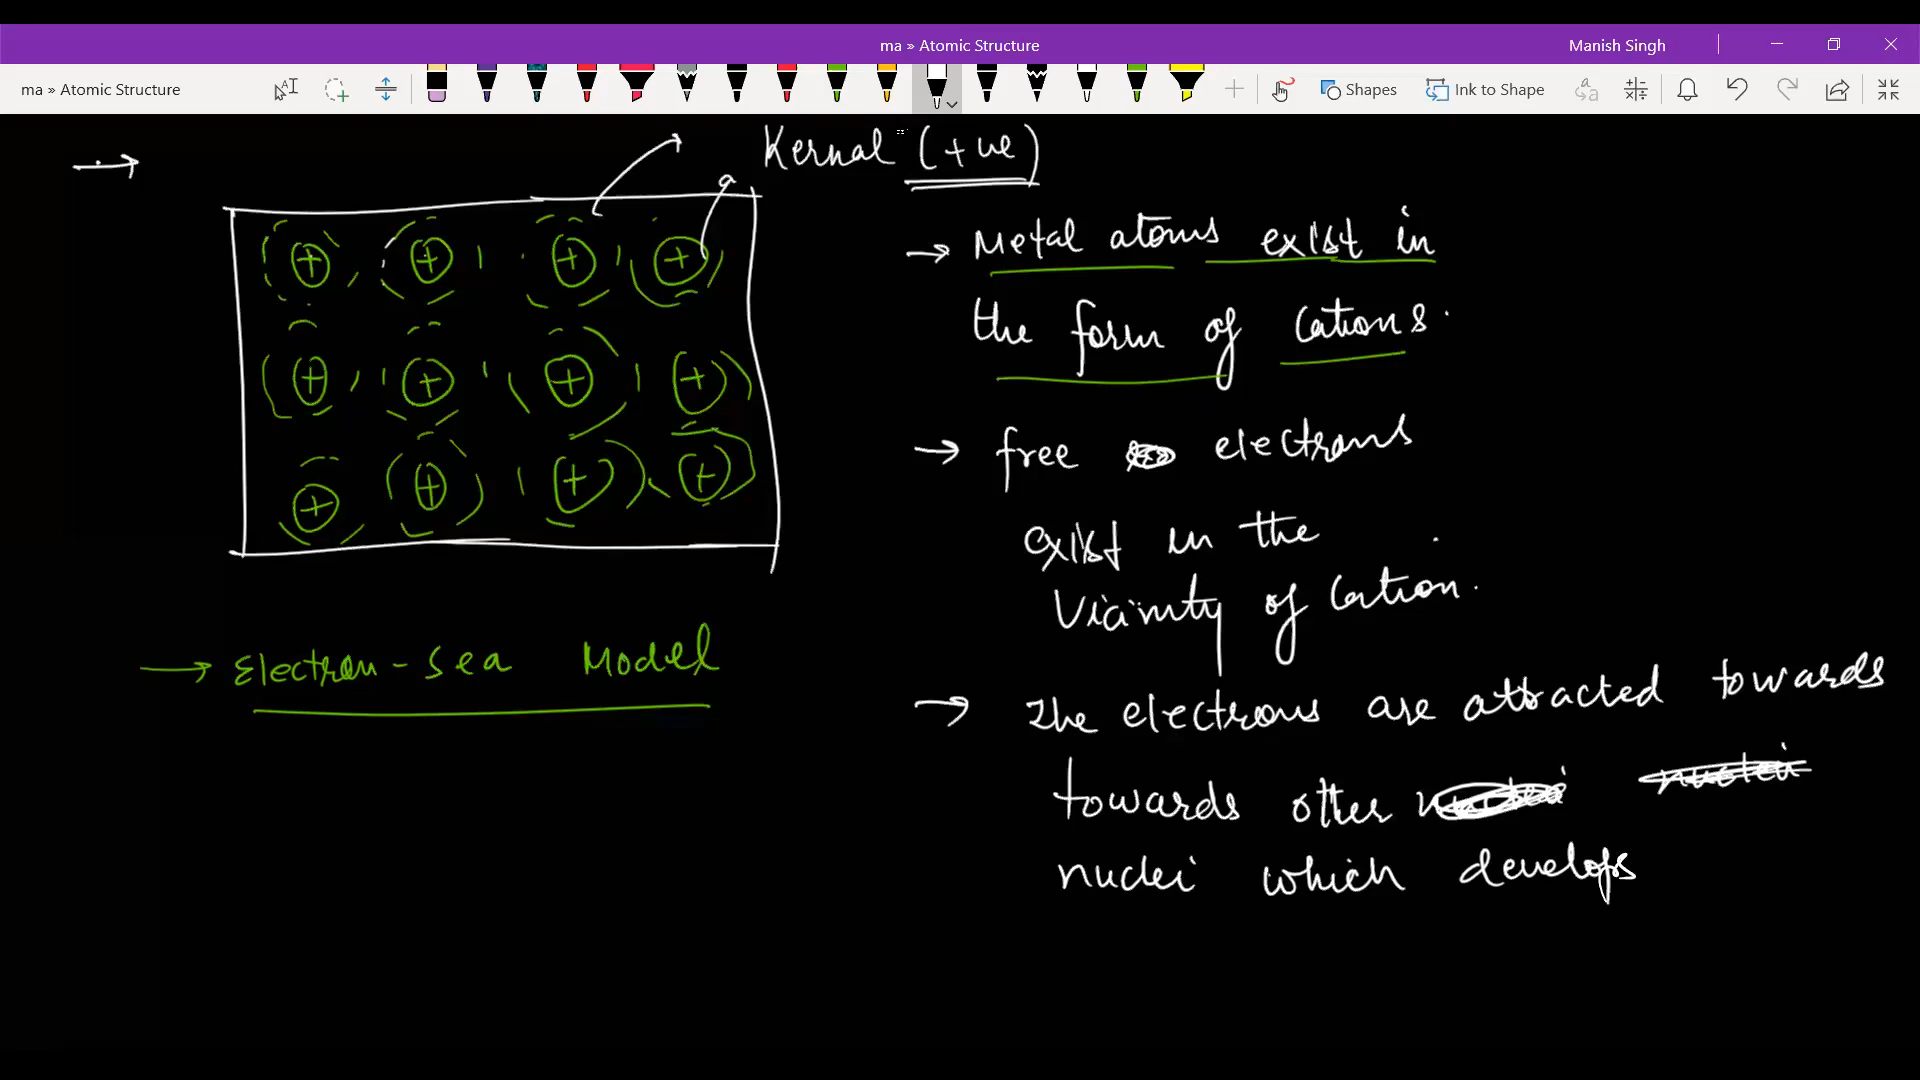 ma » Atomic Structure
Manish Singh
ma » Atomic Structure
Shapes
Ink to Shape
Kernal (+ve)
→ Metal atoms exist in
the form of cations.
→ free electrons
exist in the
vicinity of cation.
→ Electron-Sea Model
→ The electrons are attracted towards
towards other
nuclei which develops